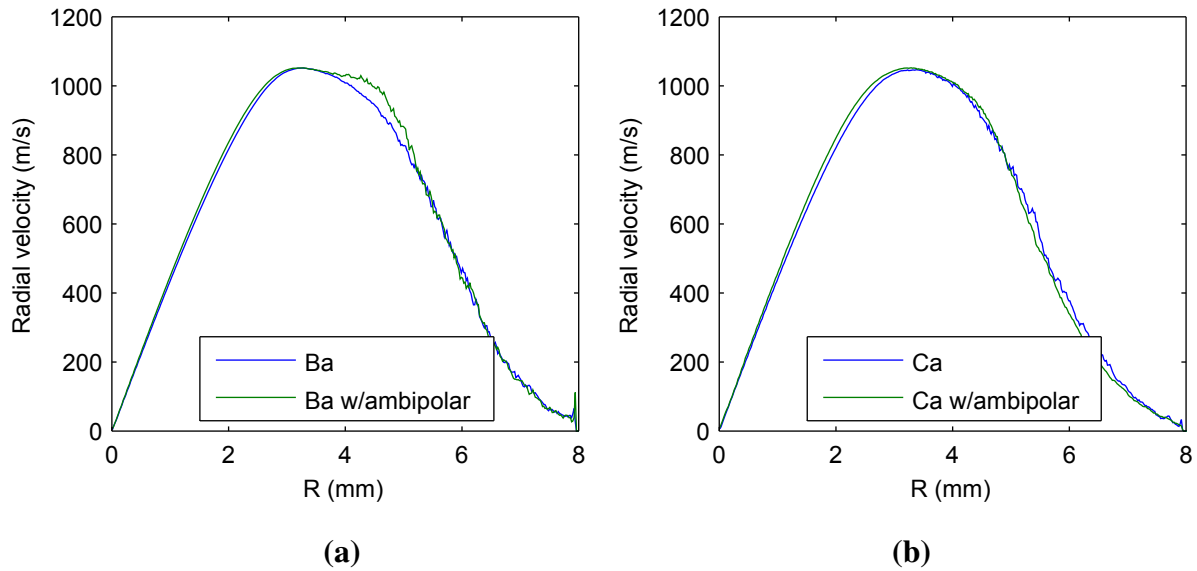 1200
1000
800
600
400
200
0
Radial velocity (m/s)
Ba
Ba w/ambipolar
0 2 4 6 8
R (mm)
(a)
1200
1000
800
600
400
200
0
Radial velocity (m/s)
Ca
Ca w/ambipolar
0 2 4 6 8
R (mm)
(b)